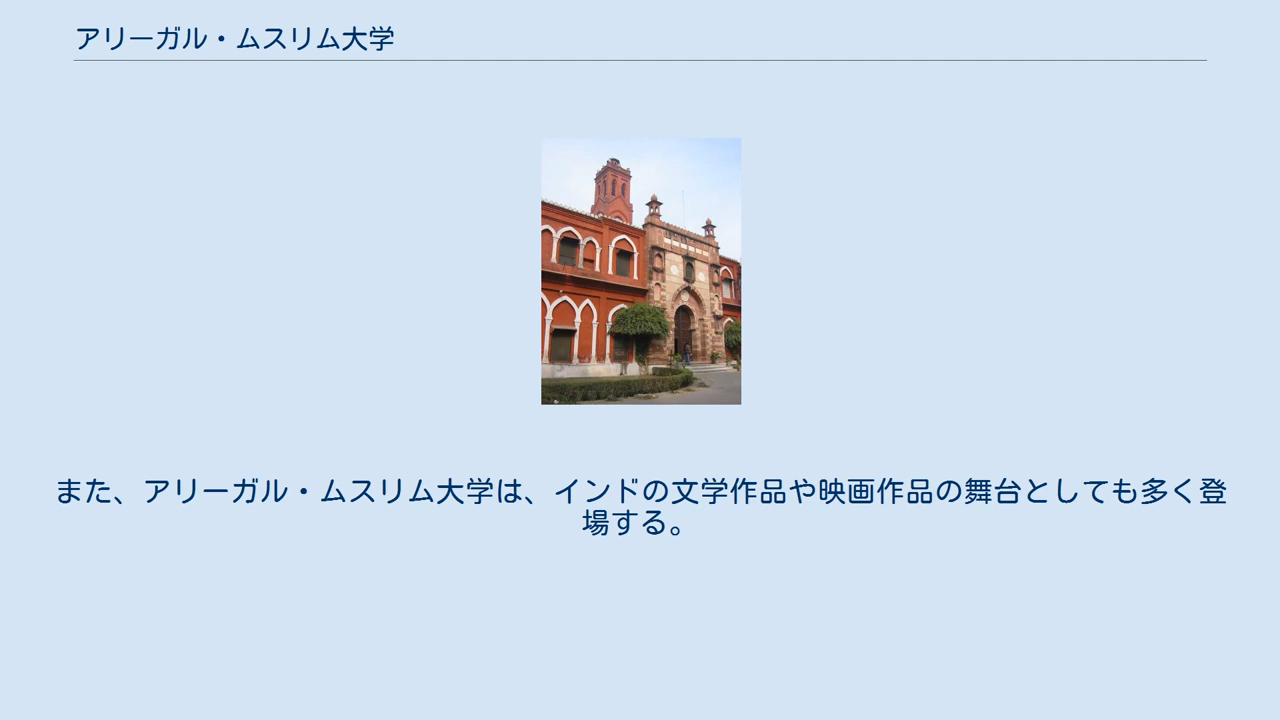 アリーガル・ムスリム大学
また、アリーガル・ムスリム大学は、インドの文学作品や映画作品の舞台としても多く登
場する。